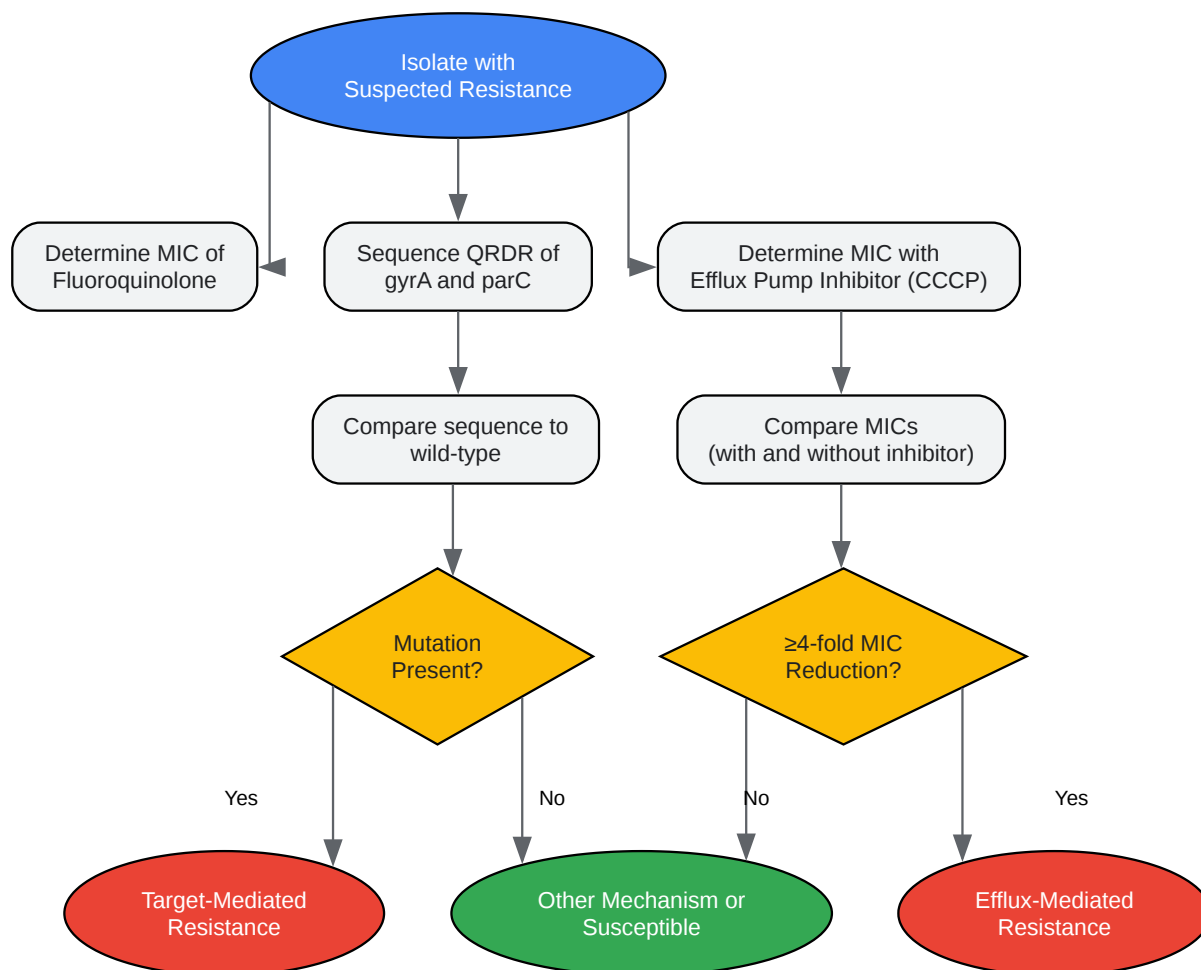 Isolate with
Suspected Resistance
Determine MIC of
Fluoroquinolone
Sequence QRDR of
gyrA and parC
Determine MIC with
Efflux Pump Inhibitor (CCCP)
Compare sequence to
wild-type
Compare MICs
(with and without inhibitor)
Mutation
Present?
≥4-fold MIC
Reduction?
Yes
No
No
Yes
Target-Mediated
Resistance
Other Mechanism or
Susceptible
Efflux-Mediated
Resistance